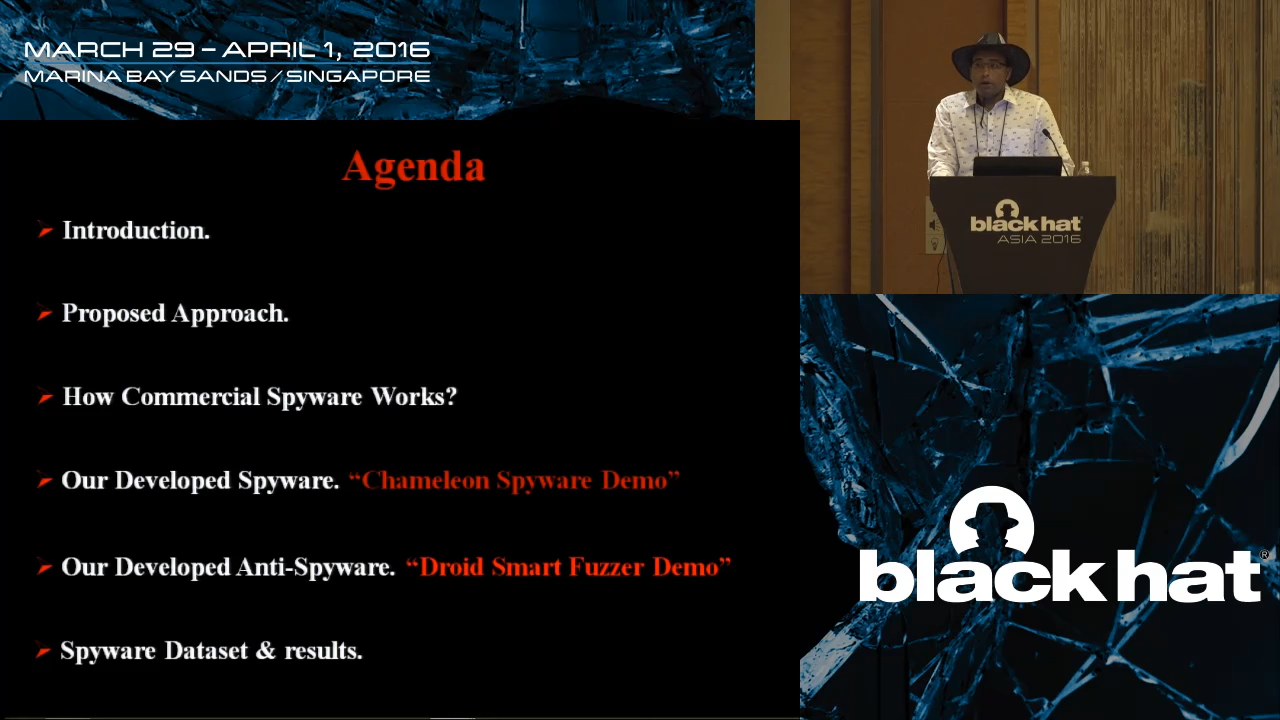 MARCH 29 – APRIL 1, 2016
MARINA BAY SANDS / SINGAPORE
Agenda
Introduction.
Proposed Approach.
How Commercial Spyware Works?
Our Developed Spyware. “Chameleon Spyware Demo”
Our Developed Anti-Spyware. “Droid Smart Fuzzer Demo”
Spyware Dataset & results.
black hat
ASIA 2016
black hat®